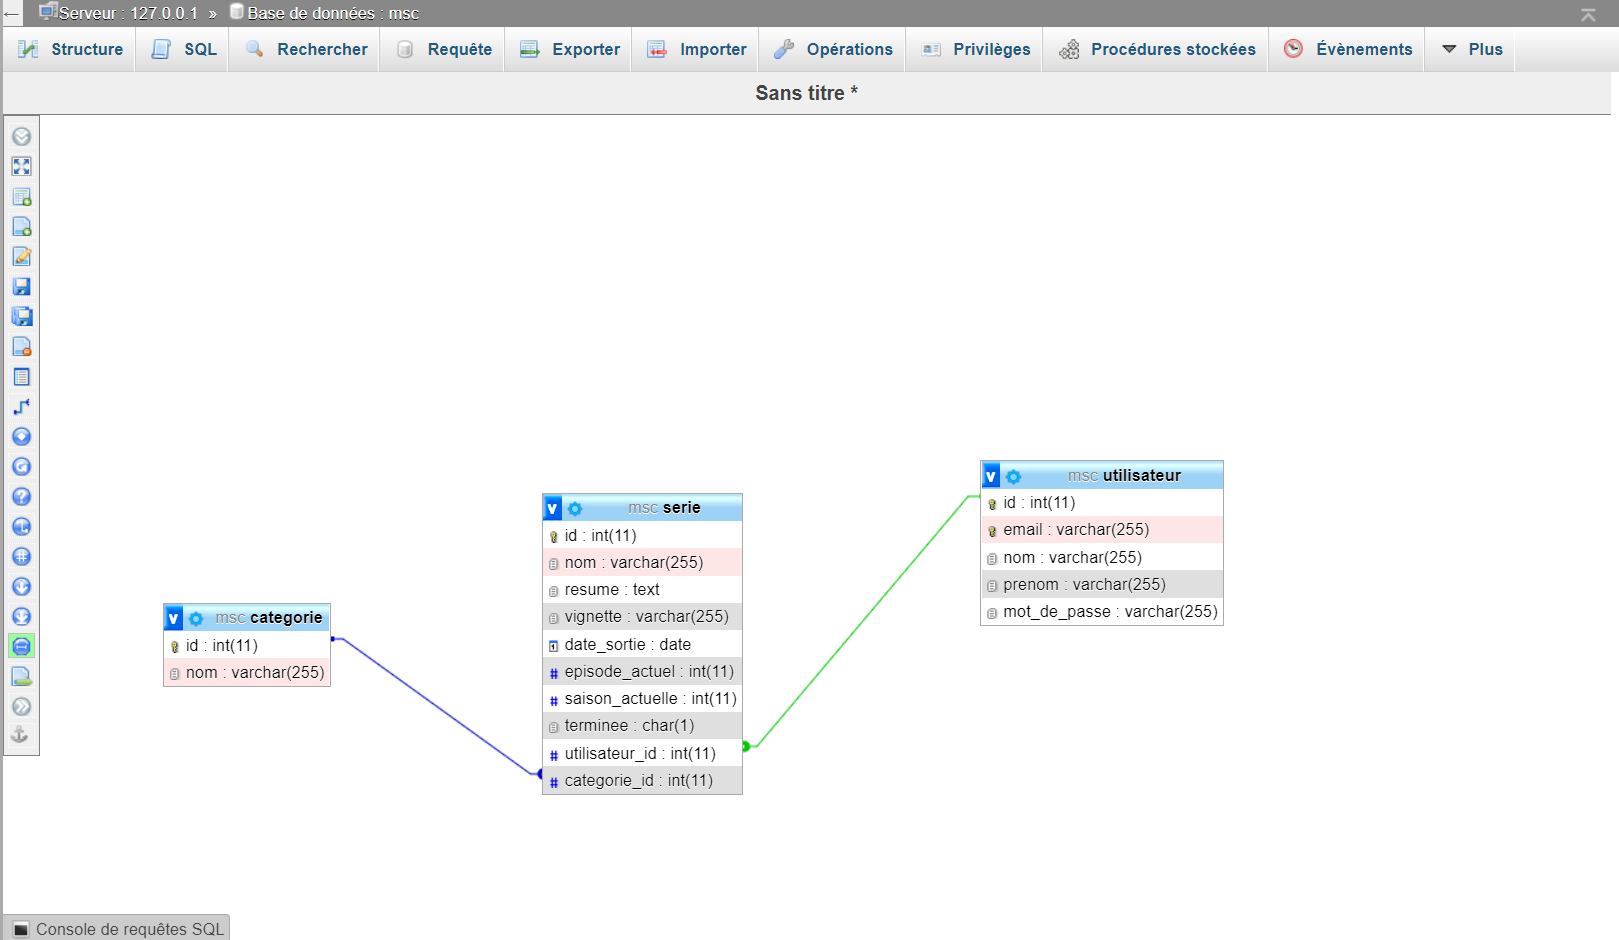 ← Serveur : 127.0.0.1 » Base de données : msc
Structure SQL Rechercher Requête Exporter Importer Opérations Privilèges Procédures stockées Évènements Plus
Sans titre *
v msc utilisateur
id : int(11)
email : varchar(255)
nom : varchar(255)
prenom : varchar(255)
mot_de_passe : varchar(255)
v msc serie
id : int(11)
nom : varchar(255)
resume : text
vignette : varchar(255)
date_sortie : date
# episode_actuel : int(11)
# saison_actuelle : int(11)
terminee : char(1)
# utilisateur_id : int(11)
# categorie_id : int(11)
v msc categorie
id : int(11)
nom : varchar(255)
Console de requêtes SQL